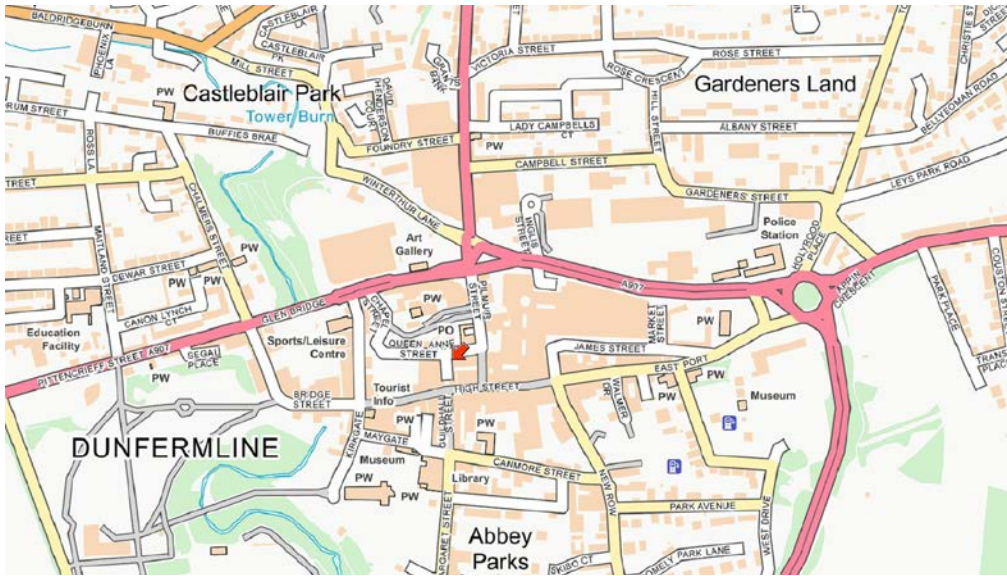 BALDRIDGEBURN
PHOENIX
LA
CASTLEBLAIR
LA
CASTLEBLAIR
PK
MILL STREET
GRANT'S
BANK
VICTORIA STREET
ROSE STREET
ROSE CRESCENT
CHRISTIE ST
Gardeners Land
BELLYEOMAN ROAD
PW
Castleblair Park
Tower Burn
DAVID
HENDERSON
COURT
HILL STREET
BUFFIES BRAE
LADY CAMPBELLS
CT
ALBANY STREET
ROSS LA
FOUNDRY STREET
PW
CAMPBELL STREET
LEYS PARK ROAD
STREET
CHALMERS STREET
WINTERTHUR LANE
GARDENERS' STREET
INGLIS
STREET
Police
Station
HOLYROOD
PLACE
MAITLAND STREET
PW
Art
Gallery
DEWAR STREET
PW
PW
A907
APPIN
CRESCENT
PARK PLACE
COUSTON STREET
GLEN BRIDGE
CHAPEL
STREET
PW
PILMUIR
STREET
CANON LYNCH
CT
PO
MARKET
STREET
PW
Education
Facility
Sports/Leisure
Centre
QUEEN ANNE
STREET
JAMES STREET
SEGAL
PLACE
PITTENCRIEFF STREET A907
EAST PORT
PW
HIGH STREET
BRIDGE
STREET
Tourist
Info
GUILDHALL
STREET
WALMER
DR
PW
Museum
DUNFERMLINE
KIRKGATE
PW
MAYGATE
PW
Museum
CANMORE STREET
Library
PW
PW
NEW ROW
PARK AVENUE
WEST DRIVE
Abbey
Parks
SKIBO CT
COMELY PARK LANE